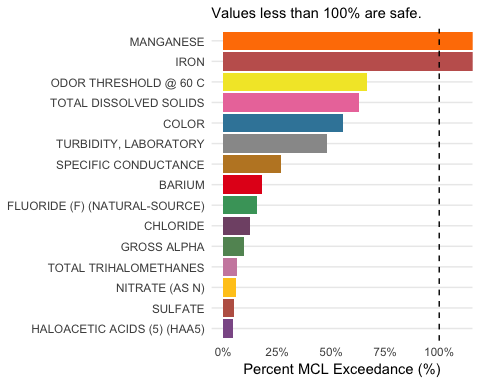 Values less than 100% are safe.
MANGANESE
IRON
ODOR THRESHOLD @ 60 C
TOTAL DISSOLVED SOLIDS
COLOR
TURBIDITY, LABORATORY
SPECIFIC CONDUCTANCE
BARIUM
FLUORIDE (F) (NATURAL-SOURCE)
CHLORIDE
GROSS ALPHA
TOTAL TRIHALOMETHANES
NITRATE (AS N)
SULFATE
HALOACETIC ACIDS (5) (HAA5)
0% 25% 50% 75% 100%
Percent MCL Exceedance (%)